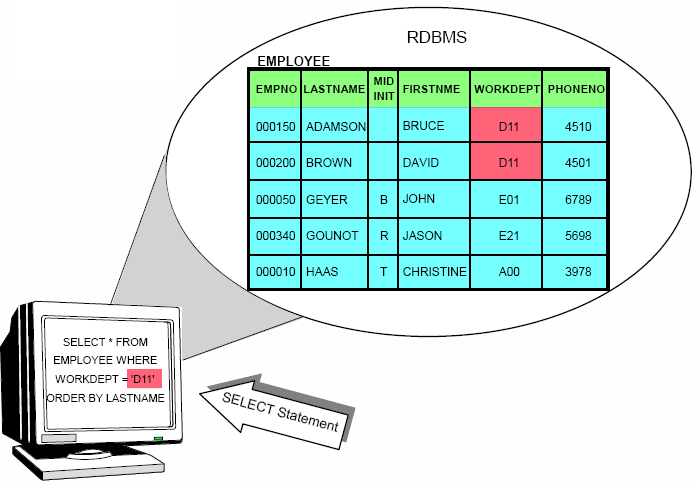 RDBMS
EMPLOYEE
EMPNO LASTNAME MID INIT FIRSTNME WORKDEPT PHONENO
000150 ADAMSON BRUCE D11 4510
000200 BROWN DAVID D11 4501
000050 GEYER B JOHN E01 6789
000340 GOUNOT R JASON E21 5698
000010 HAAS T CHRISTINE A00 3978
SELECT * FROM
EMPLOYEE WHERE
WORKDEPT = 'D11'
ORDER BY LASTNAME
SELECT Statement